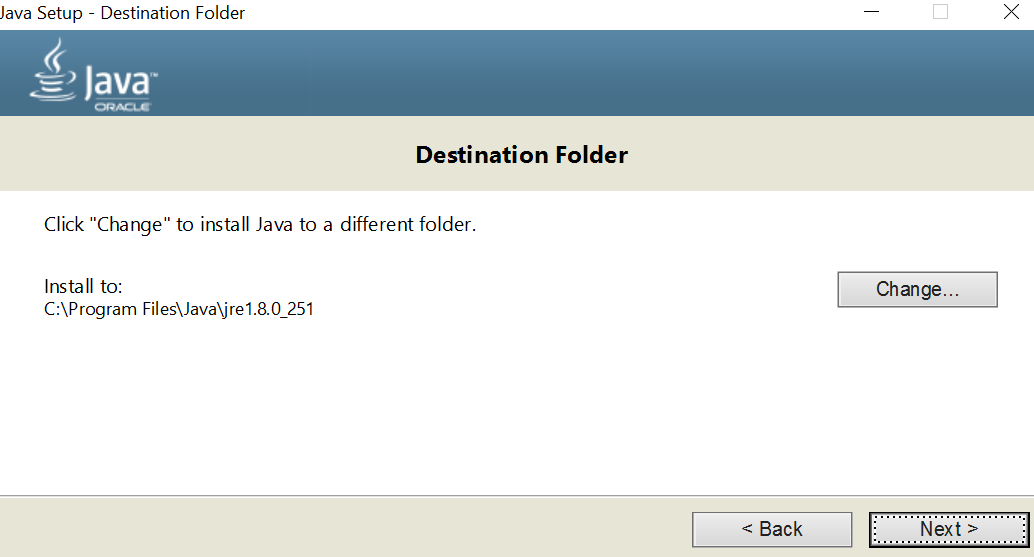 Java Setup - Destination Folder
Java™
ORACLE
Destination Folder
Click "Change" to install Java to a different folder.
Install to:
C:\Program Files\Java\jre1.8.0_251
Change...
< Back
Next >